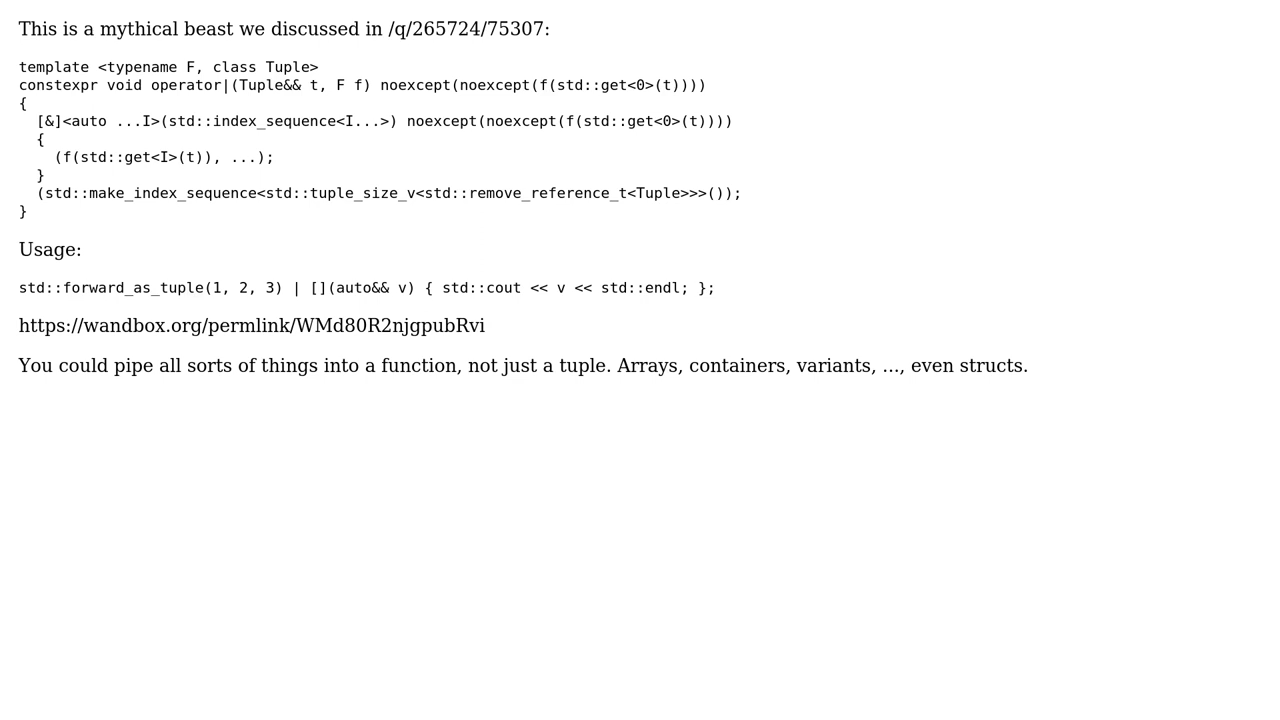 This is a mythical beast we discussed in /q/265724/75307:
template <typename F, class Tuple>
constexpr void operator|(Tuple&& t, F f) noexcept(noexcept(f(std::get<0>(t))))
{
  [&]<auto ...I>(std::index_sequence<I...>) noexcept(noexcept(f(std::get<0>(t))))
  {
    (f(std::get<I>(t)), ...);
  }
  (std::make_index_sequence<std::tuple_size_v<std::remove_reference_t<Tuple>>>());
}
Usage:
std::forward_as_tuple(1, 2, 3) | [](auto&& v) { std::cout << v << std::endl; };
https://wandbox.org/permlink/WMd80R2njgpubRvi
You could pipe all sorts of things into a function, not just a tuple. Arrays, containers, variants, ..., even structs.